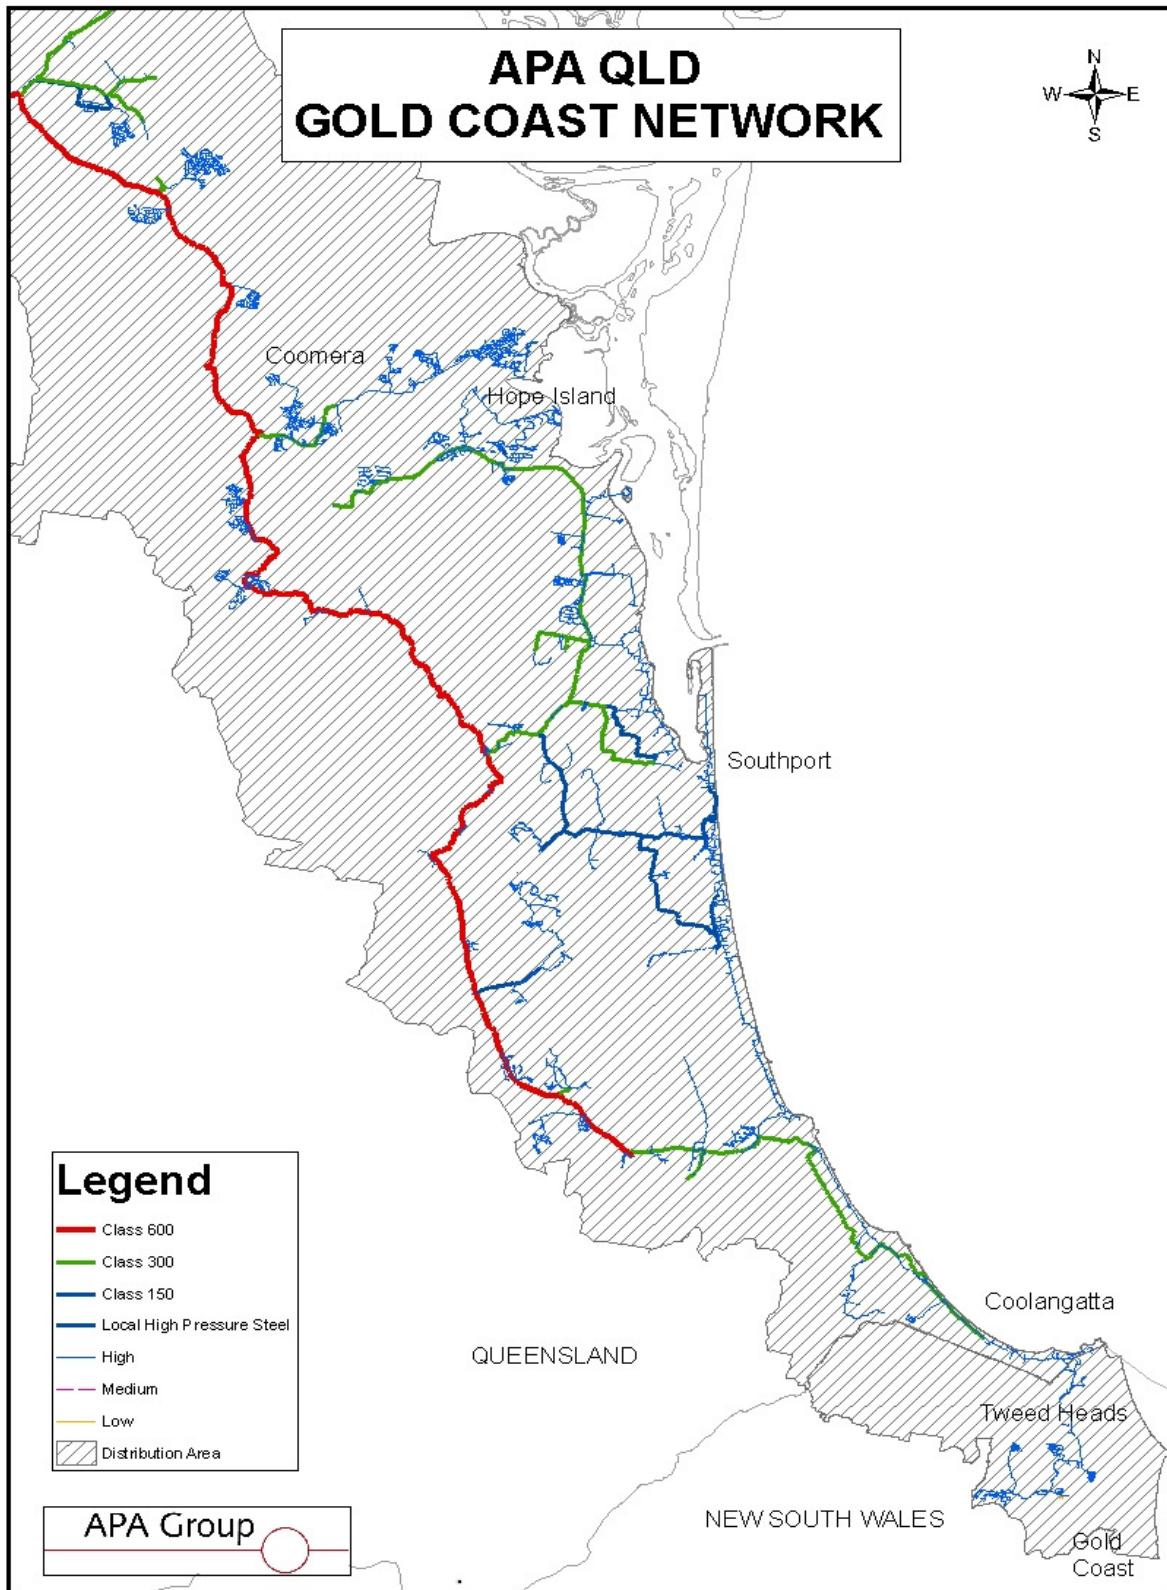 APA QLD
GOLD COAST NETWORK
N
W E
S
Coomera
Hope Island
Southport
Legend
Class 600
Class 300
Class 150
Local High Pressure Steel
High
Medium
Low
Distribution Area
QUEENSLAND
Coolangatta
Tweed Heads
NEW SOUTH WALES
Gold
Coast
APA Group